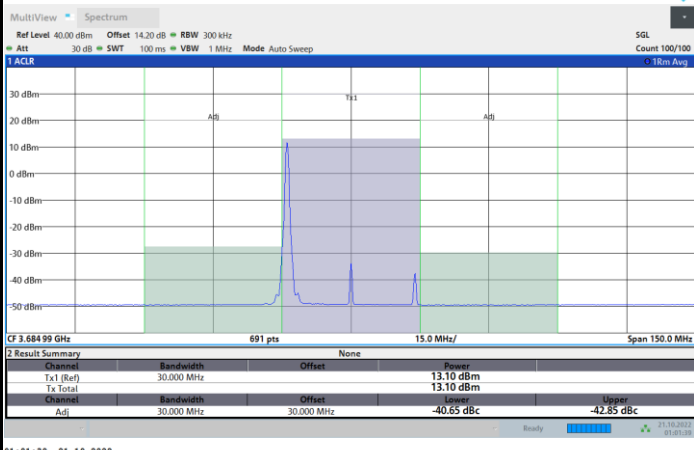 MultiView Spectrum
Ref Level 40.00 dBm Offset 14.20 dB RBW 300 kHz SGL
Att 30 dB SWT 100 ms VBW 1 MHz Mode Auto Sweep Count 100/100
1 ACLR 1Rm Avg
30 dBm
Tx1
20 dBm
Adj Adj
10 dBm
0 dBm
-10 dBm
-20 dBm
-30 dBm
-40 dBm
-50 dBm
CF 3.684 99 GHz 691 pts 15.0 MHz/ Span 150.0 MHz
2 Result Summary None
Channel Bandwidth Offset Power
Tx1 (Ref) 30.000 MHz 13.10 dBm
Tx Total 13.10 dBm
Channel Bandwidth Offset Lower Upper
Adj 30.000 MHz 30.000 MHz -40.65 dBc -42.85 dBc
Ready 21.10.2022
01:01:39